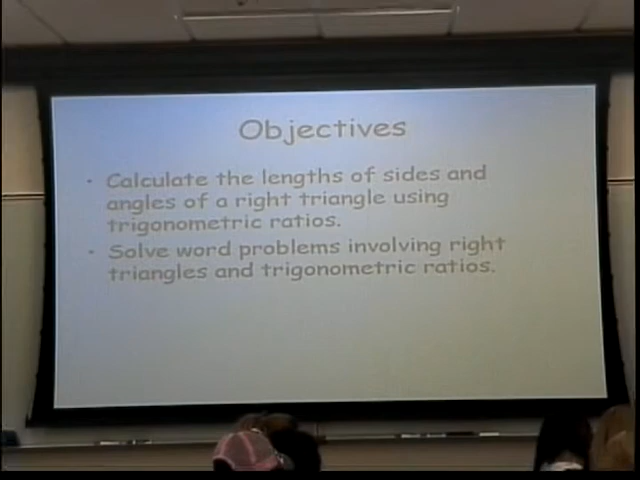 Objectives
• Calculate the lengths of sides and
angles of a right triangle using
trigonometric ratios.
• Solve word problems involving right
triangles and trigonometric ratios.